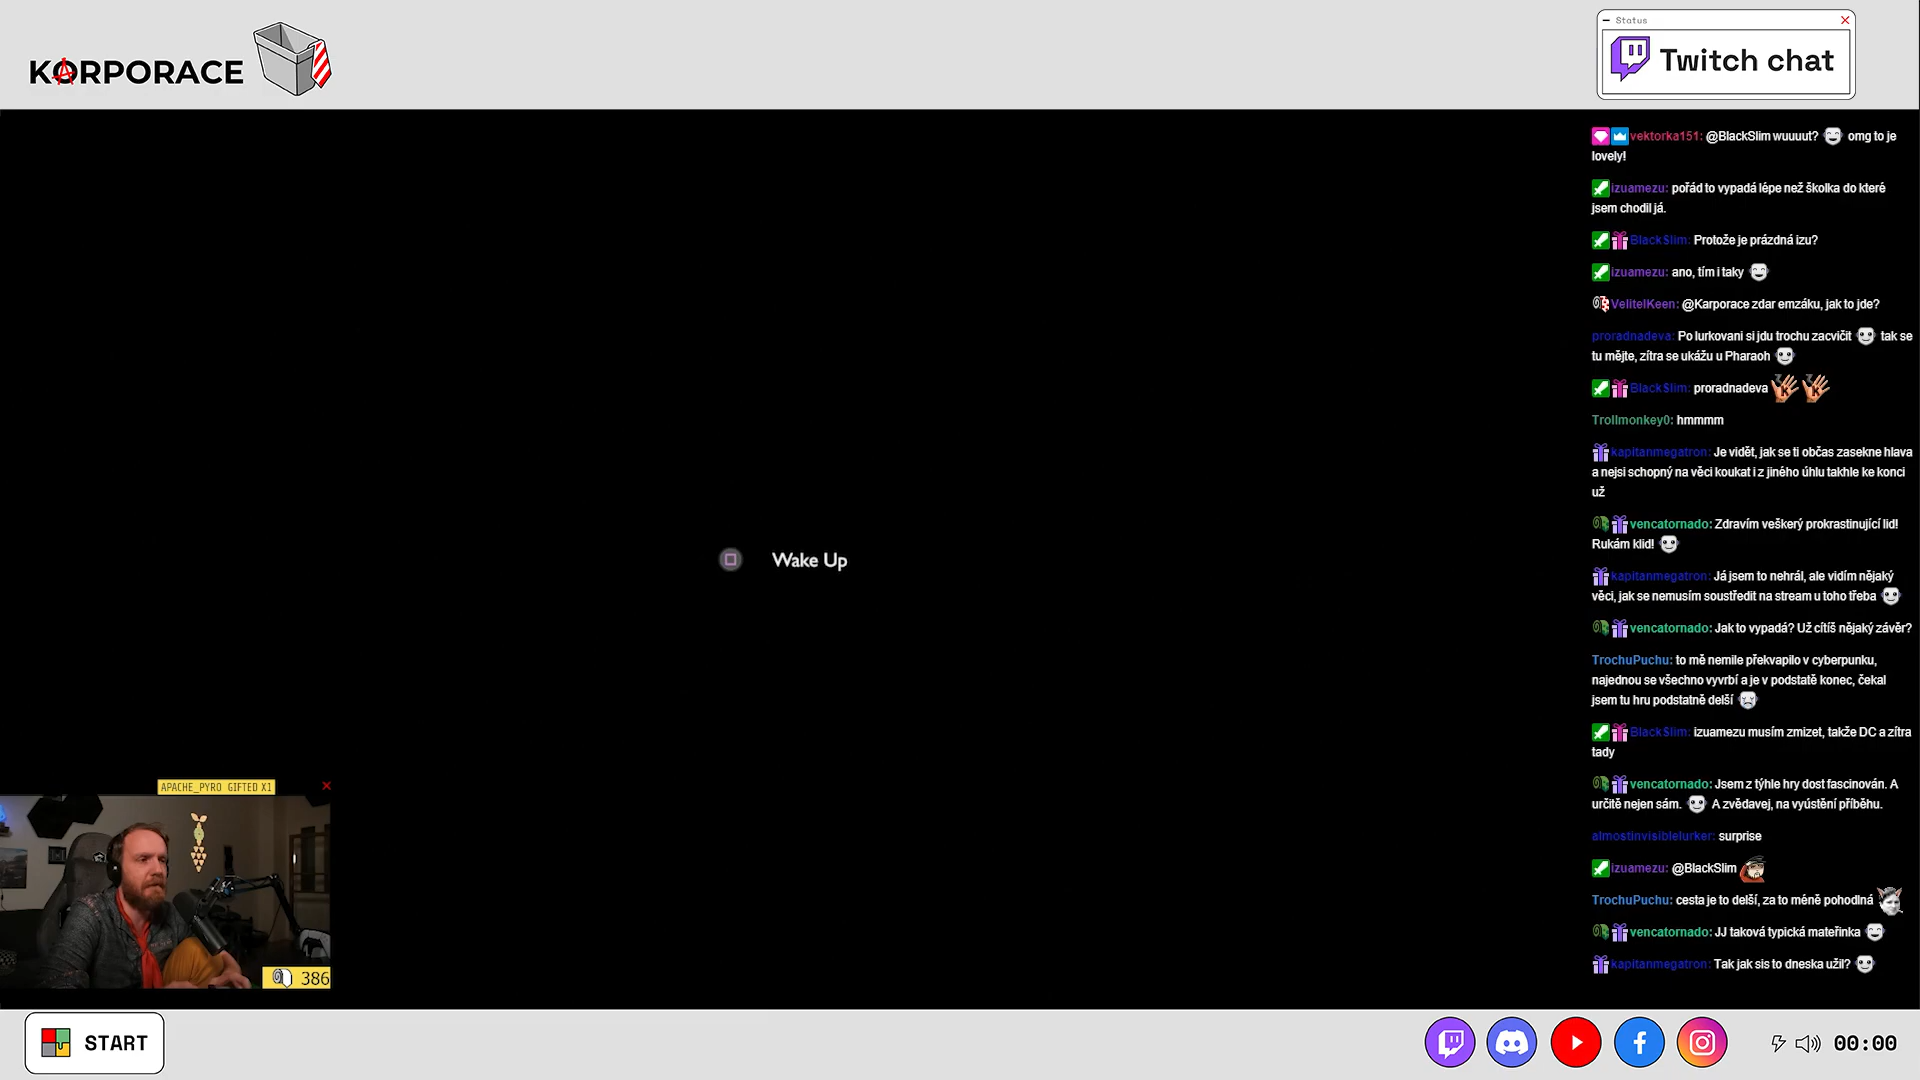 KORPORACE
Status
Twitch chat
vektorka151: @BlackSlim wuuuut? omg to je
lovely!
izuamezu: pořád to vypadá lépe než školka do které
jsem chodil já.
BlackSlim: Protože je prázdná izu?
izuamezu: ano, tím i taky
VelitelKeen: @Karporace zdar emzáku, jak to jde?
proradnadeva: Po lurkovani si jdu trochu zacvičit tak se
tu mějte, zítra se ukážu u Pharaoh
BlackSlim: proradnadeva
Trollmonkey0: hmmmm
kapitanmegatron: Je vidět, jak se ti občas zasekne hlava
a nejsi schopný na věci koukat i z jiného úhlu takhle ke konci
už
vencatornado: Zdravím veškerý prokrastinující lid!
Rukám klid!
kapitanmegatron: Já jsem to nehrál, ale vidím nějaký
věci, jak se nemusím soustředit na stream u toho třeba
vencatornado: Jak to vypadá? Už cítíš nějaký závěr?
TrochuPuchu: to mě nemile překvapilo v cyberpunku,
najednou se všechno vyvrbí a je v podstatě konec, čekal
jsem tu hru podstatně delší
BlackSlim: izuamezu musím zmizet, takže DC a zítra
tady
vencatornado: Jsem z týhle hry dost fascinován. A
určitě nejen sám. A zvědavej, na vyústění příběhu.
almostinvisiblelurker: surprise
izuamezu: @BlackSlim
TrochuPuchu: cesta je to delší, za to méně pohodlná
vencatornado: JJ taková typická mateřinka
kapitanmegatron: Tak jak sis to dneska užil?
Wake Up
APACHE_PYRO GIFTED X1
386
START
00:00